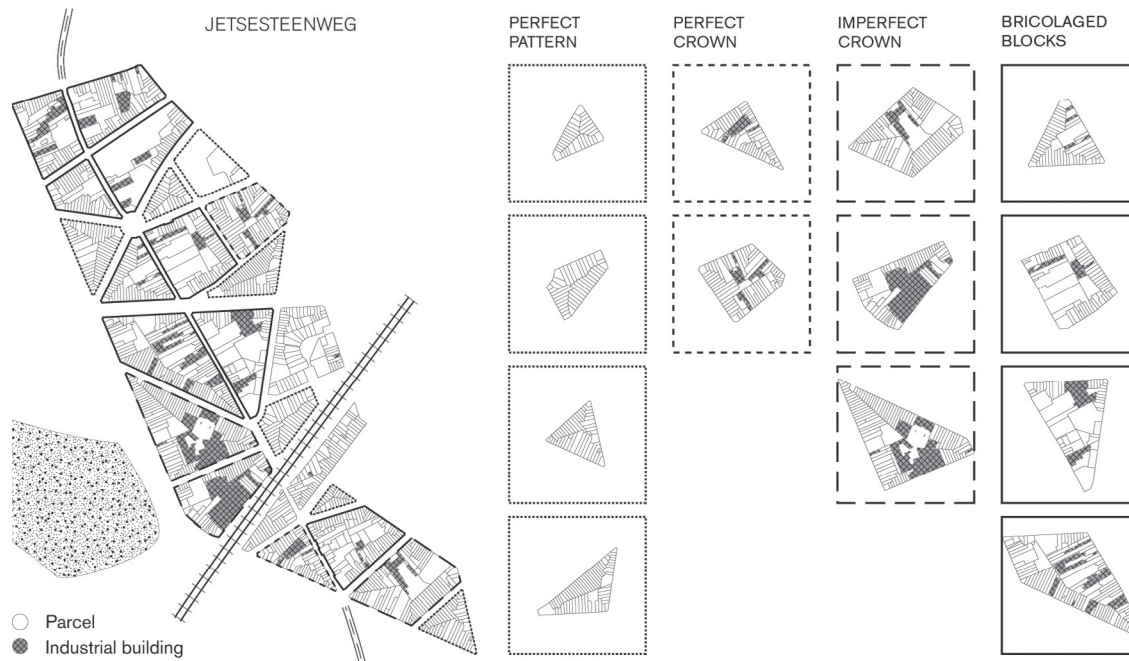 JETSESTEENWEG
PERFECT
PATTERN
PERFECT
CROWN
IMPERFECT
CROWN
BRICOLAGED
BLOCKS
Parcel
Industrial building